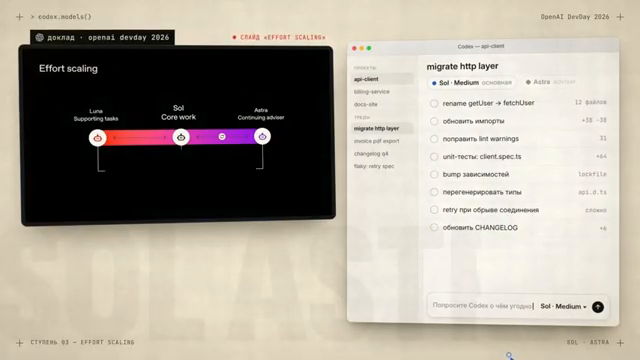 > codex.models()
OpenAI DevDay 2026
доклад · openai devday 2026
СЛАЙД «EFFORT SCALING»
Effort scaling
Luna
Supporting tasks
Sol
Core work
Astra
Continuing adviser
Codex — api-client
ПРОЕКТЫ
api-client
billing-service
docs-site
ТРЕДЫ
migrate http layer
invoice pdf export
changelog q4
flaky: retry spec
migrate http layer
Sol · Medium основная
Astra
rename getUser → fetchUser
12 файлов
обновить импорты
+38 −38
поправить lint warnings
31
unit-тесты: client.spec.ts
+64
bump зависимостей
lockfile
перегенерировать типы
api.d.ts
retry при обрыве соединения
сложно
обновить CHANGELOG
+6
Попросите Codex о чём угодно
Sol · Medium
SOL ASTRA
СТУПЕНЬ 03 — EFFORT SCALING
SOL · ASTRA